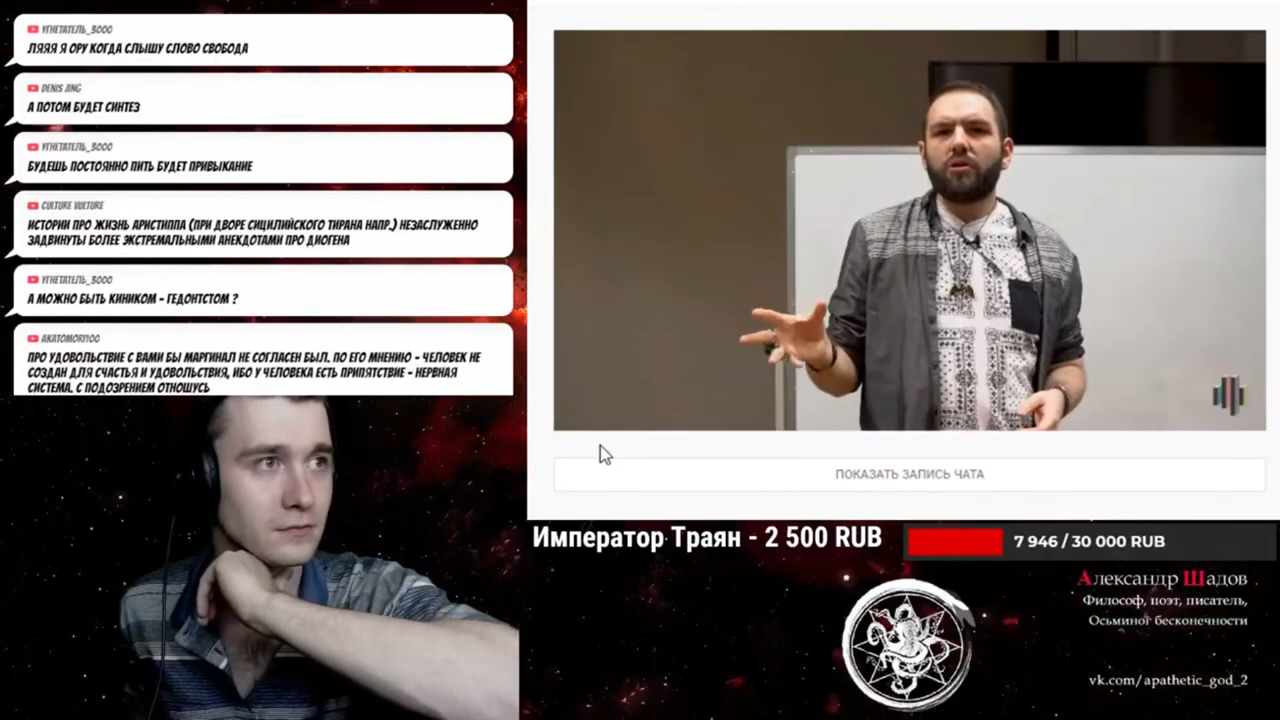 УГНЕТАТЕЛЬ_3000
ЛЯЯЯ Я ОРУ КОГДА СЛЫШУ СЛОВО СВОБОДА
DENIS JING
А ПОТОМ БУДЕТ СИНТЕЗ
УГНЕТАТЕЛЬ_3000
БУДЕШЬ ПОСТОЯННО ПИТЬ БУДЕТ ПРИВЫКАНИЕ
CULTURE VULTURE
ИСТОРИИ ПРО ЖИЗНЬ АРИСТИППА (ПРИ ДВОРЕ СИЦИЛИЙСКОГО ТИРАНА НАПР.) НЕЗАСЛУЖЕННО
ЗАДВИНУТЫ БОЛЕЕ ЭКСТРЕМАЛЬНЫМИ АНЕКДОТАМИ ПРО ДИОГЕНА
УГНЕТАТЕЛЬ_3000
А МОЖНО БЫТЬ КИНИКОМ - ГЕДОНТСТОМ ?
AKATOMORI100
ПРО УДОВОЛЬСТВИЕ С ВАМИ БЫ МАРГИНАЛ НЕ СОГЛАСЕН БЫЛ. ПО ЕГО МНЕНИЮ - ЧЕЛОВЕК НЕ
СОЗДАН ДЛЯ СЧАСТЬЯ И УДОВОЛЬСТВИЯ, ИБО У ЧЕЛОВЕКА ЕСТЬ ПРИПЯТСТВИЕ - НЕРВНАЯ
СИСТЕМА. С ПОДОЗРЕНИЕМ ОТНОШУСЬ
ПОКАЗАТЬ ЗАПИСЬ ЧАТА
Император Траян - 2 500 RUB
7 946 / 30 000 RUB
Александр Шадов
Философ, поэт, писатель,
Осьминог бесконечности
vk.com/apathetic_god_2